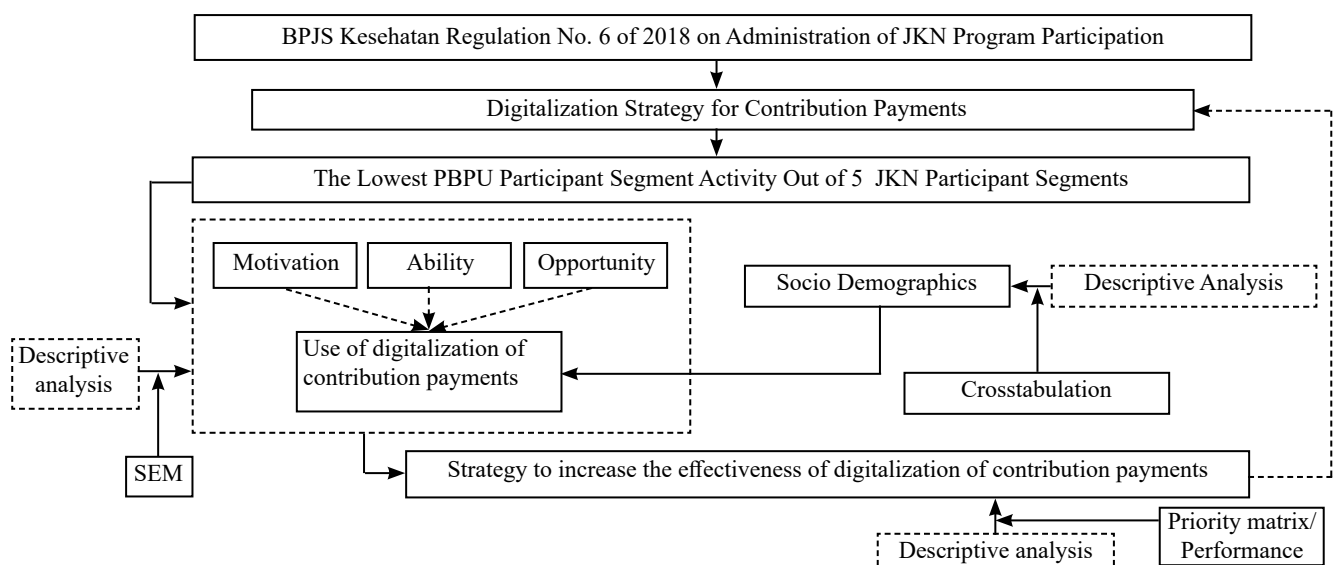 BPJS Kesehatan Regulation No. 6 of 2018 on Administration of JKN Program Participation
Digitalization Strategy for Contribution Payments
The Lowest PBPU Participant Segment Activity Out of 5 JKN Participant Segments
Motivation
Ability
Opportunity
Socio Demographics
Descriptive Analysis
Use of digitalization of
contribution payments
Descriptive
analysis
Crosstabulation
SEM
Strategy to increase the effectiveness of digitalization of contribution payments
Descriptive analysis
Priority matrix/
Performance